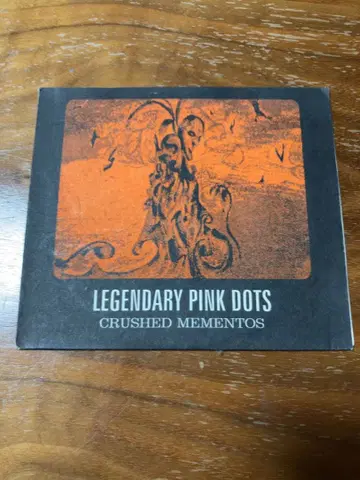 LEGENDARY PINK DOTS
CRUSHED MEMENTOS